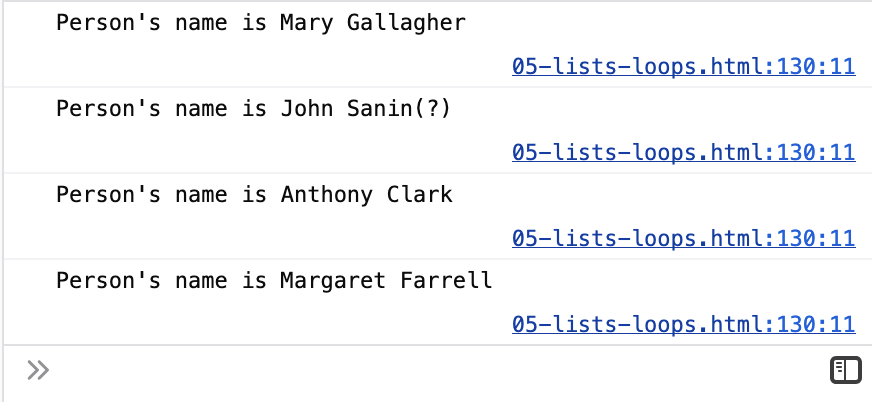 Person's name is Mary Gallagher
05-lists-loops.html:130:11
Person's name is John Sanin(?)
05-lists-loops.html:130:11
Person's name is Anthony Clark
05-lists-loops.html:130:11
Person's name is Margaret Farrell
05-lists-loops.html:130:11